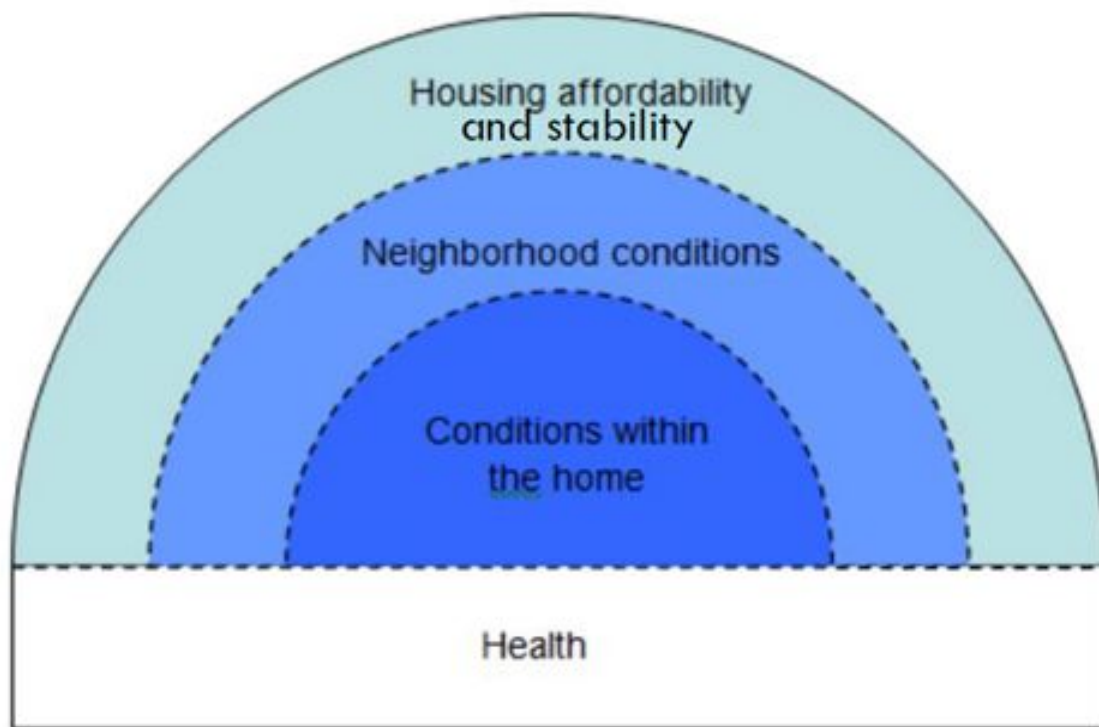 Housing affordability
and stability
Neighborhood conditions
Conditions within
the home
Health